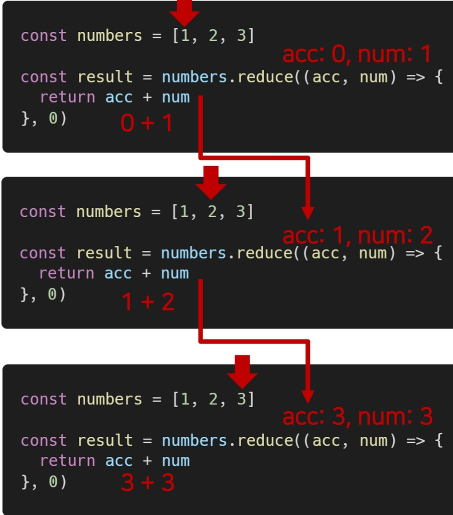 const numbers = [1, 2, 3]
acc: 0, num: 1
const result = numbers.reduce((acc, num) => {
return acc + num
}, 0)
0 + 1
const numbers = [1, 2, 3]
acc: 1, num: 2
const result = numbers.reduce((acc, num) => {
return acc + num
}, 0)
1 + 2
const numbers = [1, 2, 3]
acc: 3, num: 3
const result = numbers.reduce((acc, num) => {
return acc + num
}, 0)
3 + 3